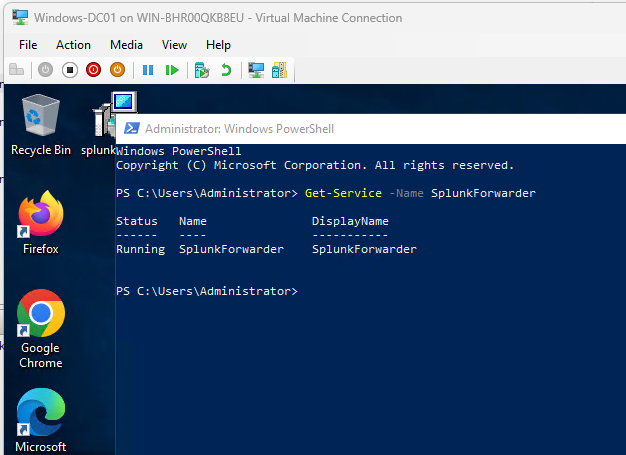 Windows-DC01 on WIN-BHR00QKB8EU - Virtual Machine Connection
File Action Media View Help
Recycle Bin
splunk
Administrator: Windows PowerShell
Windows PowerShell
Copyright (C) Microsoft Corporation. All rights reserved.
PS C:\Users\Administrator> Get-Service -Name SplunkForwarder
Status Name DisplayName
------ ---- -----------
Running SplunkForwarder SplunkForwarder
PS C:\Users\Administrator>
Firefox
Google
Chrome
Microsoft